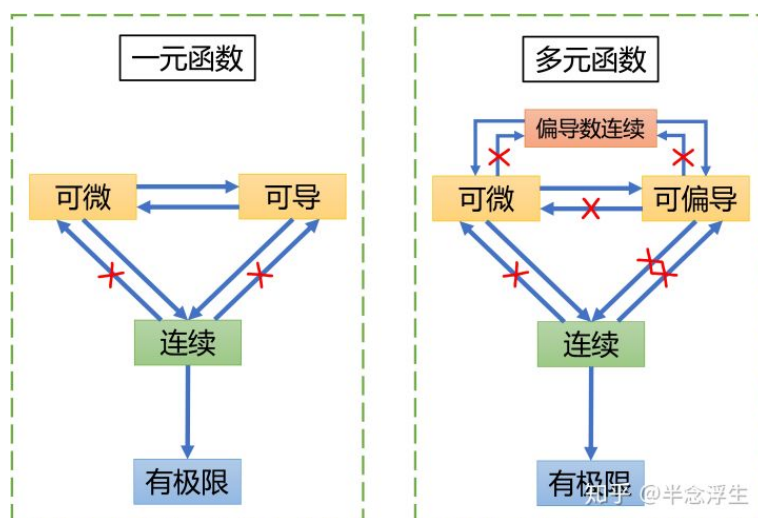 一元函数
可微
可导
连续
有极限
多元函数
偏导数连续
可微
可偏导
连续
有极限
知乎 @半念浮生